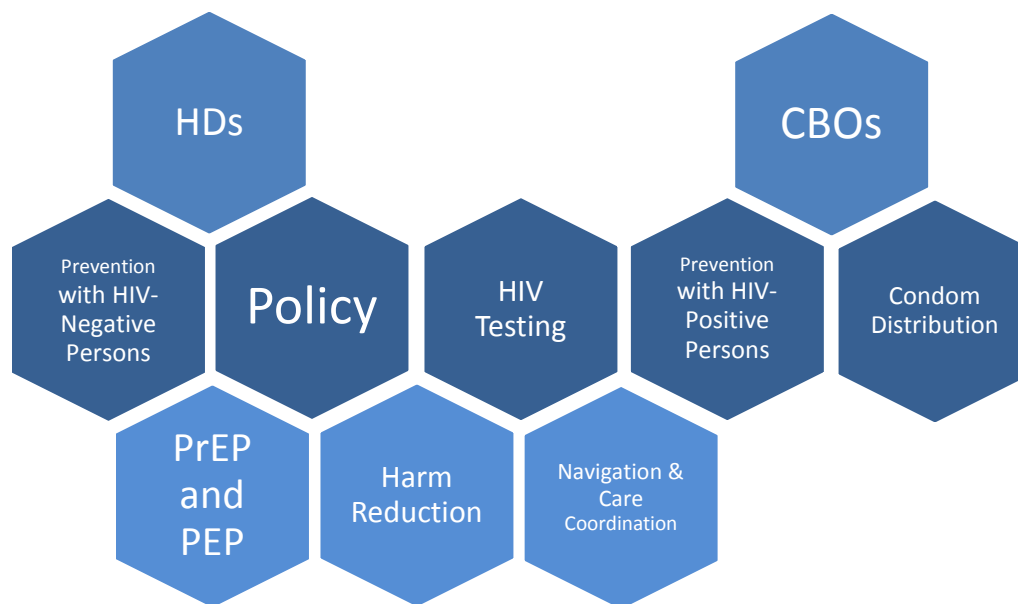 HDs
CBOs
Prevention
with HIV-
Negative
Persons
Policy
HIV
Testing
Prevention
with HIV-
Positive
Persons
Condom
Distribution
PrEP
and
PEP
Harm
Reduction
Navigation &
Care
Coordination